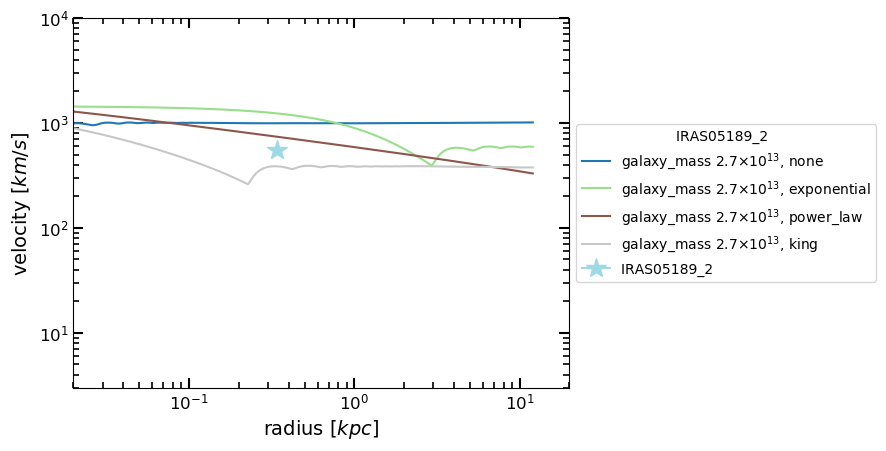 10⁴
10³
10²
10¹
velocity [km/s]
10⁻¹
10⁰
10¹
radius [kpc]
IRAS05189_2
galaxy_mass 2.7×10¹³, none
galaxy_mass 2.7×10¹³, exponential
galaxy_mass 2.7×10¹³, power_law
galaxy_mass 2.7×10¹³, king
IRAS05189_2